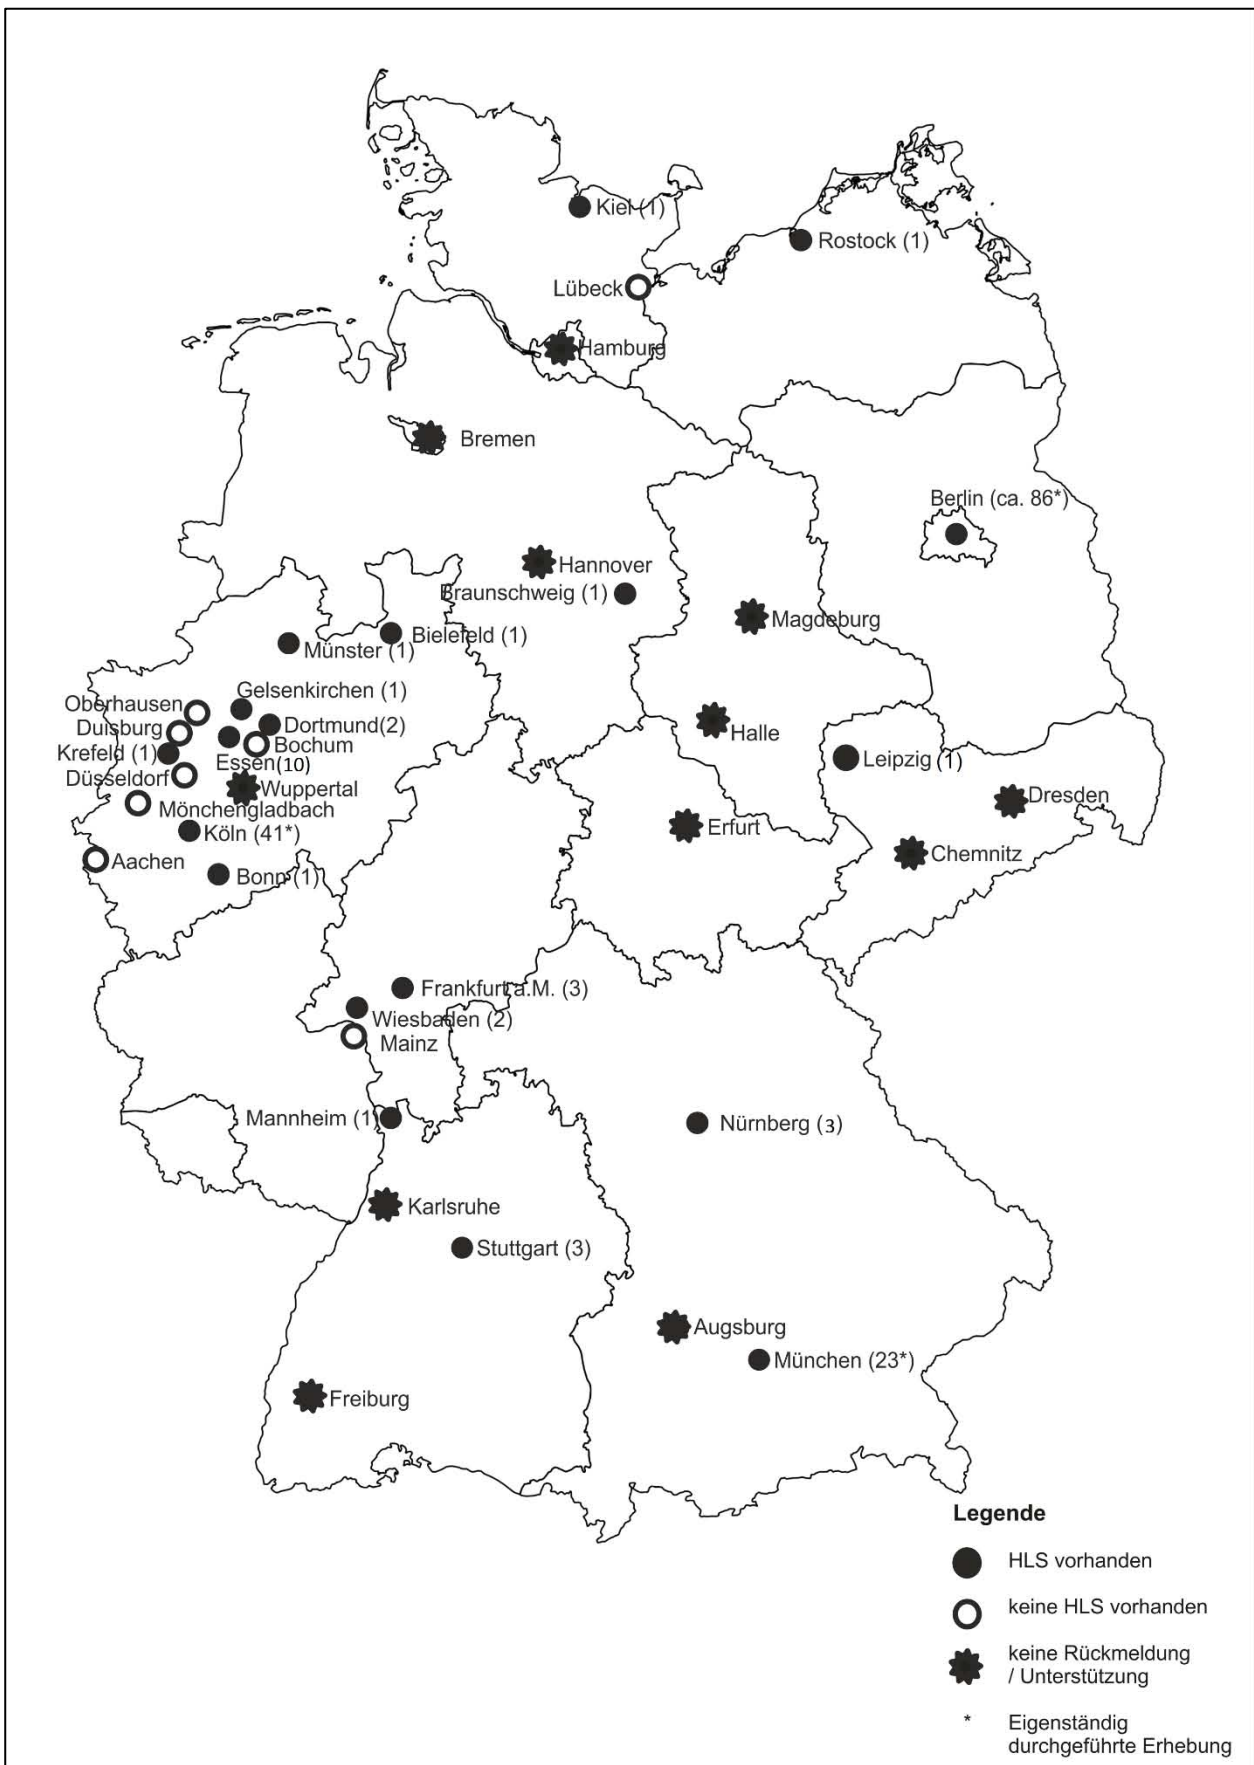 Kiel (1)
Rostock (1)
Lübeck
Hamburg
Bremen
Berlin (ca. 86*)
Hannover
Braunschweig (1)
Magdeburg
Bielefeld (1)
Münster (1)
Gelsenkirchen (1)
Oberhausen
Dortmund(2)
Duisburg
Bochum
Krefeld (1)
Essen(10)
Düsseldorf
Wuppertal
Mönchengladbach
Köln (41*)
Aachen
Bonn (1)
Halle
Leipzig (1)
Dresden
Erfurt
Chemnitz
Frankfurt a.M. (3)
Wiesbaden (2)
Mainz
Mannheim (1)
Nürnberg (3)
Karlsruhe
Stuttgart (3)
Augsburg
München (23*)
Freiburg
Legende
HLS vorhanden
keine HLS vorhanden
keine Rückmeldung
/ Unterstützung
* Eigenständig
durchgeführte Erhebung